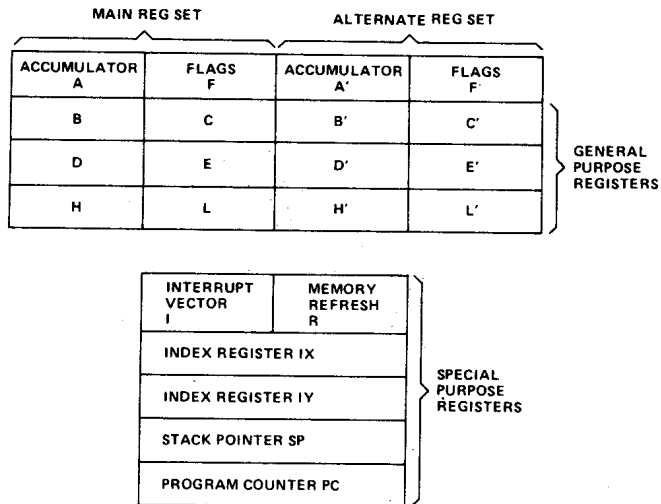 MAIN REG SET
ALTERNATE REG SET
ACCUMULATOR
A
FLAGS
F
ACCUMULATOR
A'
FLAGS
F'
B
C
B'
C'
D
E
D'
E'
H
L
H'
L'
GENERAL
PURPOSE
REGISTERS
INTERRUPT
VECTOR
I
MEMORY
REFRESH
R
INDEX REGISTER IX
INDEX REGISTER IY
STACK POINTER SP
PROGRAM COUNTER PC
SPECIAL
PURPOSE
REGISTERS